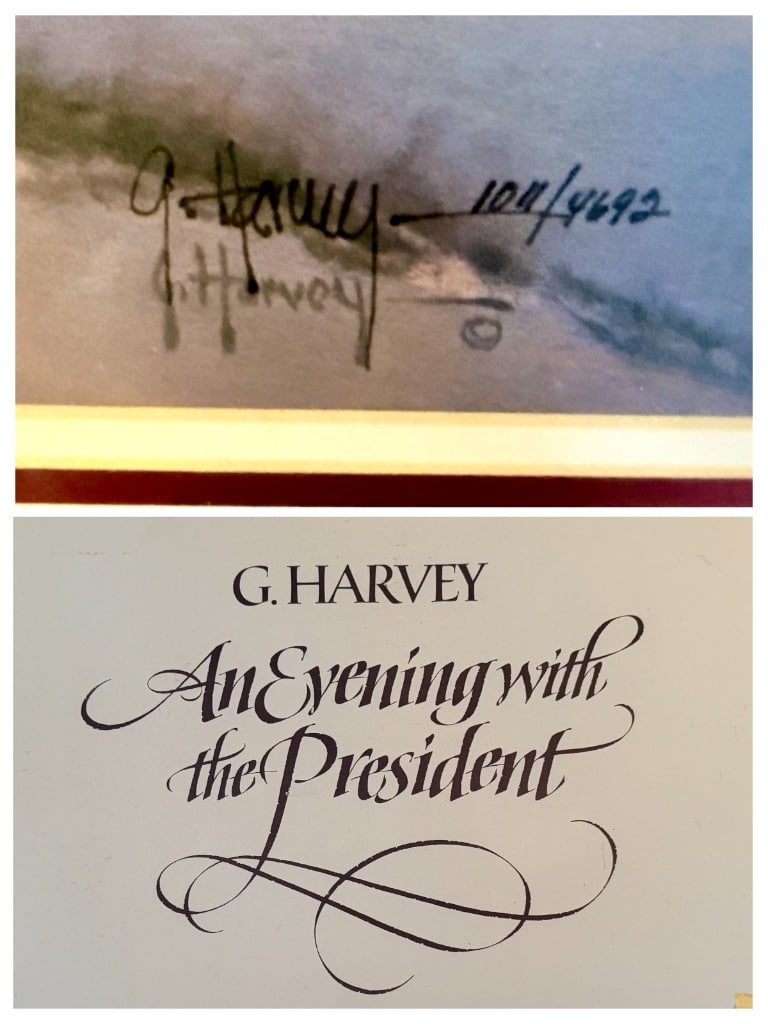 G. Harvey — 1011/4692
G. Harvey — ©
G. HARVEY
An Evening with
the President